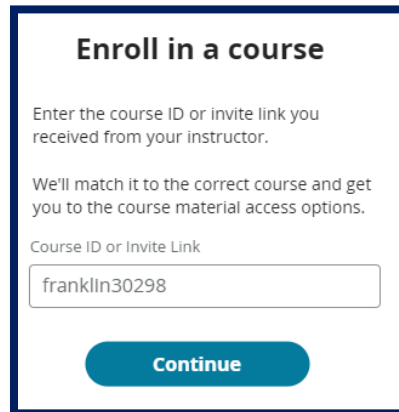 Enroll in a course
Enter the course ID or invite link you
received from your instructor.
We'll match it to the correct course and get
you to the course material access options.
Course ID or Invite Link
franklIn30298
Continue